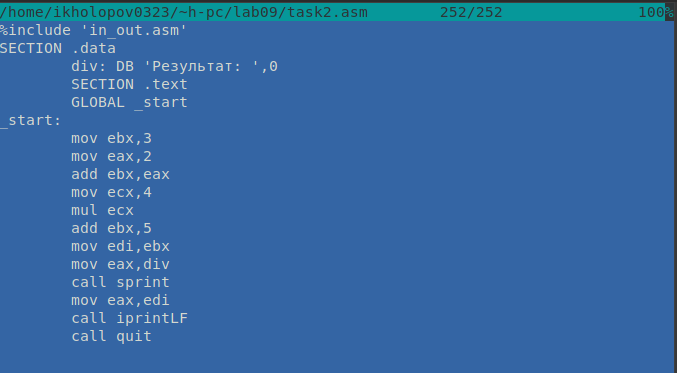 /home/ikholopov0323/~h-pc/lab09/task2.asm 252/252 100%
%include 'in_out.asm'
SECTION .data
div: DB 'Результат: ',0
SECTION .text
GLOBAL _start
_start:
mov ebx,3
mov eax,2
add ebx,eax
mov ecx,4
mul ecx
add ebx,5
mov edi,ebx
mov eax,div
call sprint
mov eax,edi
call iprintLF
call quit